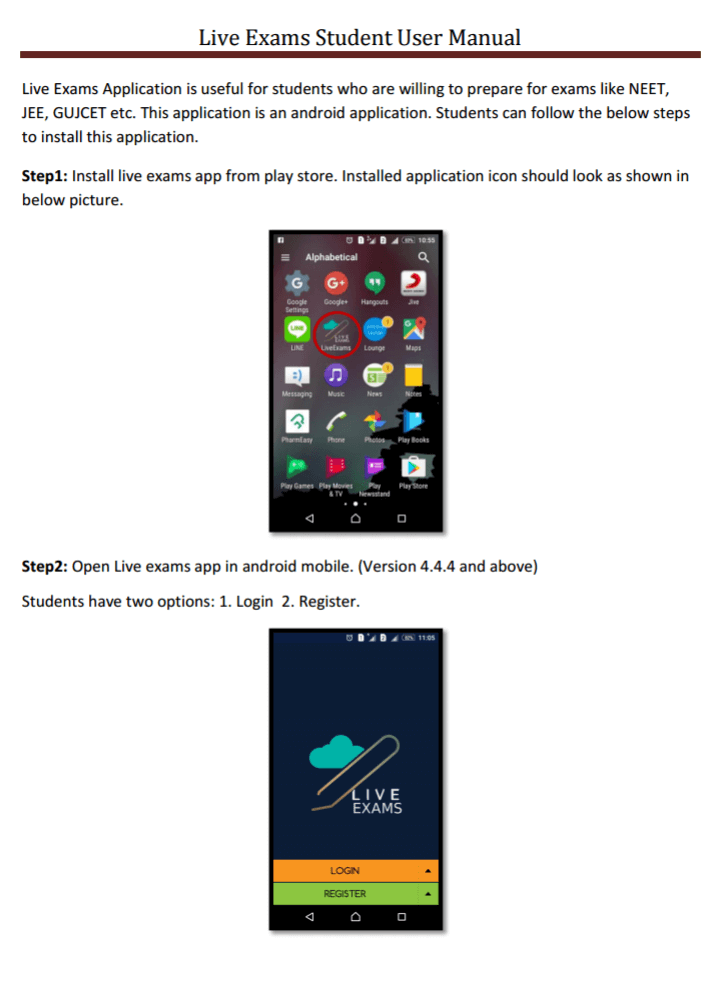 Live Exams Student User Manual
Live Exams Application is useful for students who are willing to prepare for exams like NEET,
JEE, GUJCET etc. This application is an android application. Students can follow the below steps
to install this application.
Step1: Install live exams app from play store. Installed application icon should look as shown in
below picture.
10:55
Alphabetical
Google Settings
Google+
Hangouts
Jive
LINE
LiveExams
Lounge
Maps
Messaging
Music
News
Notes
PharmEasy
Phone
Photos
Play Books
Play Games
Play Movies & TV
Play Newsstand
Play Store
Step2: Open Live exams app in android mobile. (Version 4.4.4 and above)
Students have two options: 1. Login 2. Register.
11:05
LIVE
EXAMS
LOGIN
REGISTER